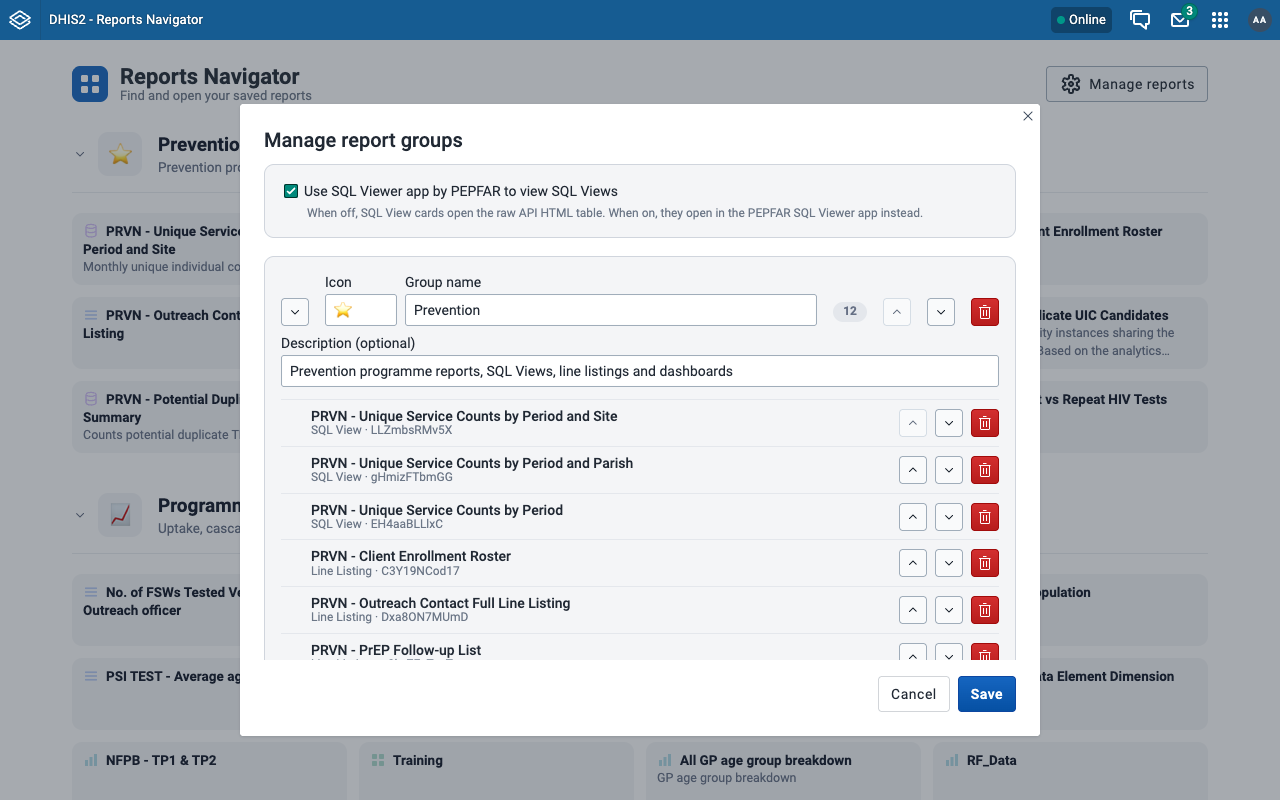 DHIS2 - Reports Navigator
Online
3
AA
Reports Navigator
Find and open your saved reports
Manage reports
Manage report groups
Use SQL Viewer app by PEPFAR to view SQL Views
When off, SQL View cards open the raw API HTML table. When on, they open in the PEPFAR SQL Viewer app instead.
Icon
Group name
Prevention
12
Description (optional)
Prevention programme reports, SQL Views, line listings and dashboards
PRVN - Unique Service Counts by Period and Site
SQL View · LLZmbsRMv5X
PRVN - Unique Service Counts by Period and Parish
SQL View · gHmizFTbmGG
PRVN - Unique Service Counts by Period
SQL View · EH4aaBLLlxC
PRVN - Client Enrollment Roster
Line Listing · C3Y19NCod17
PRVN - Outreach Contact Full Line Listing
Line Listing · Dxa8ON7MUmD
PRVN - PrEP Follow-up List
Cancel
Save
Preventio
Prevention pr
PRVN - Unique Service
Period and Site
Monthly unique individual co
nt Enrollment Roster
PRVN - Outreach Cont
Listing
licate UIC Candidates
ity instances sharing the
Based on the analytics…
PRVN - Potential Dupl
Summary
Counts potential duplicate T
t vs Repeat HIV Tests
Programm
Uptake, casca
No. of FSWs Tested Ve
Outreach officer
opulation
PSI TEST - Average ag
ata Element Dimension
NFPB - TP1 & TP2
Training
All GP age group breakdown
GP age group breakdown
RF_Data